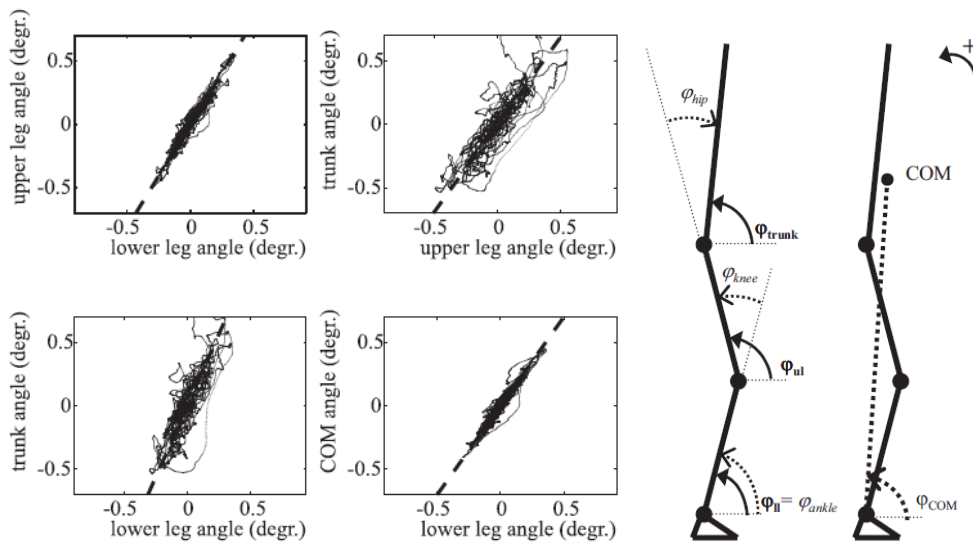 upper leg angle (degr.)
0.5
0
-0.5
-0.5 0 0.5
lower leg angle (degr.)
trunk angle (degr.)
0.5
0
-0.5
-0.5 0 0.5
upper leg angle (degr.)
trunk angle (degr.)
0.5
0
-0.5
-0.5 0 0.5
lower leg angle (degr.)
COM angle (degr.)
0.5
0
-0.5
-0.5 0 0.5
lower leg angle (degr.)
φhip
φtrunk
φknee
φul
φll = φankle
+
COM
φCOM